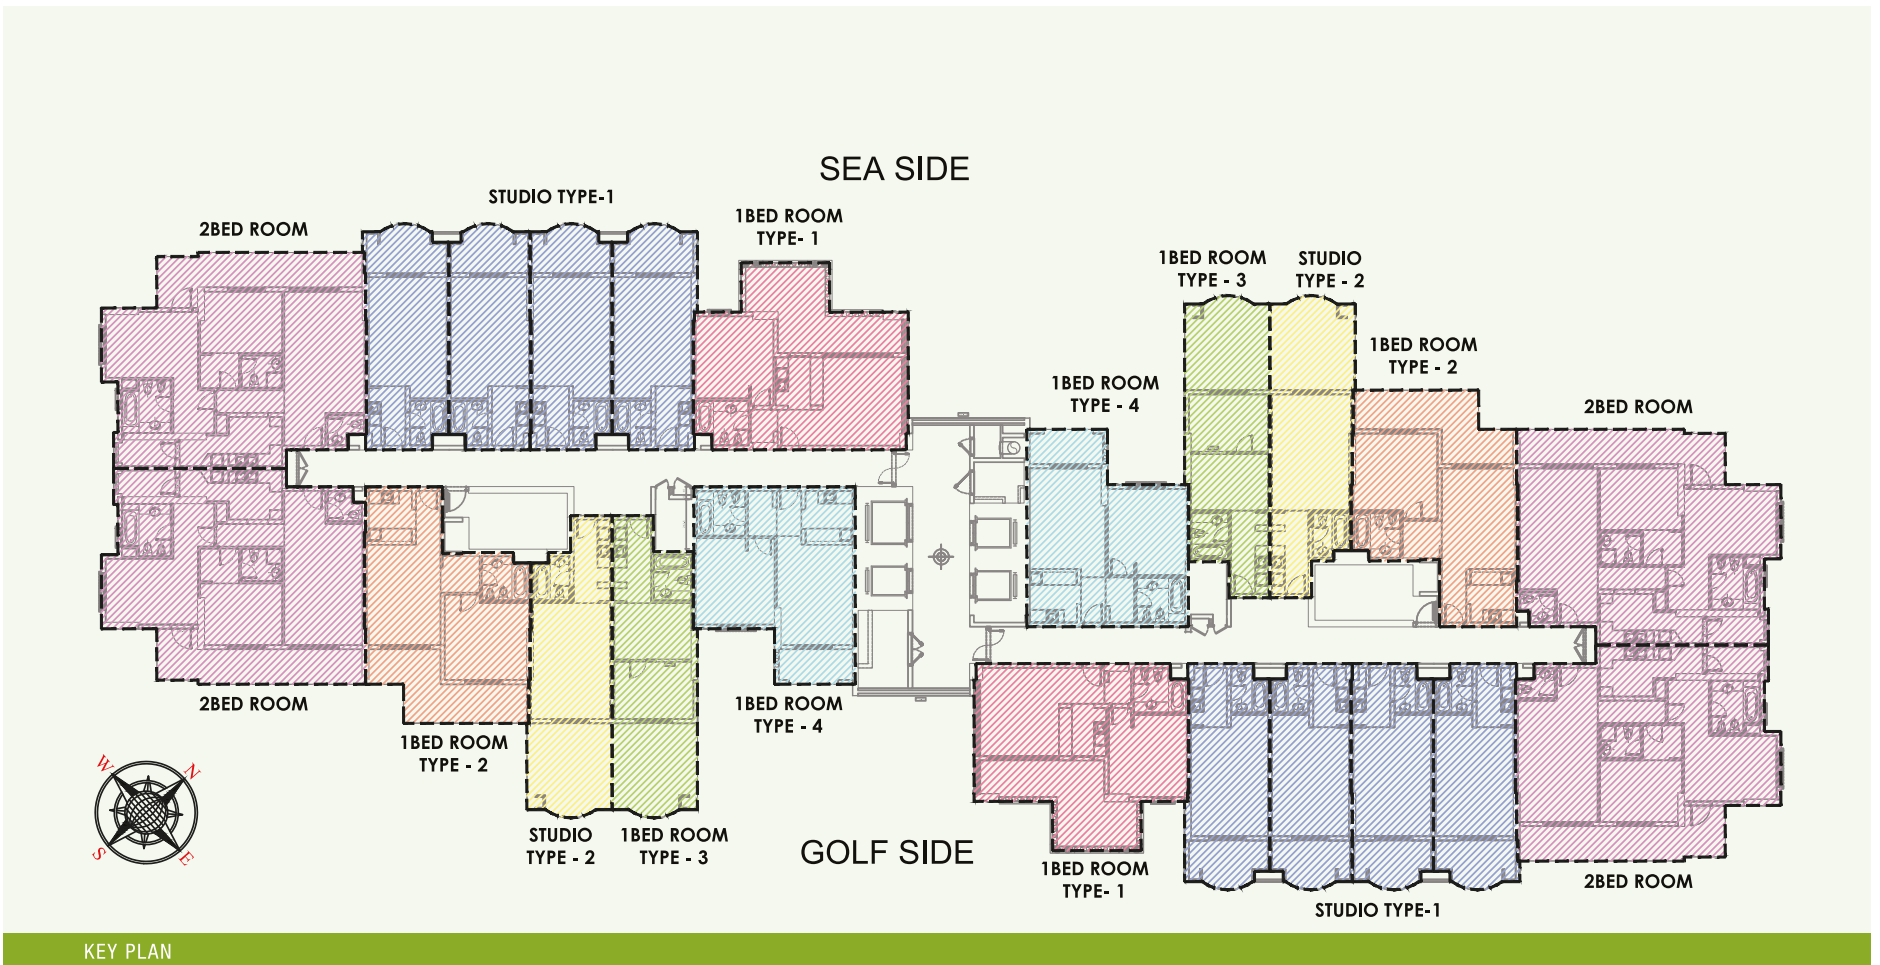 SEA SIDE
STUDIO TYPE-1
2BED ROOM
1BED ROOM
TYPE- 1
1BED ROOM
TYPE - 3
STUDIO
TYPE - 2
1BED ROOM
TYPE - 2
1BED ROOM
TYPE - 4
2BED ROOM
2BED ROOM
1BED ROOM
TYPE - 2
1BED ROOM
TYPE - 4
STUDIO
TYPE - 2
1BED ROOM
TYPE - 3
GOLF SIDE
1BED ROOM
TYPE- 1
STUDIO TYPE-1
2BED ROOM
W
N
S
E
KEY PLAN